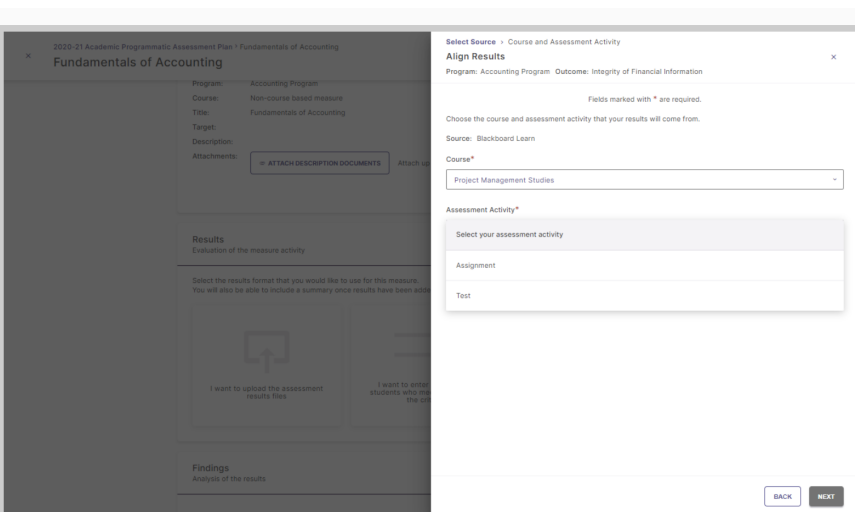 2020-21 Academic Programmatic Assessment Plan › Fundamentals of Accounting
Fundamentals of Accounting
Program: Accounting Program
Course: Non-course based measure
Title: Fundamentals of Accounting
Target:
Description:
Attachments:
ATTACH DESCRIPTION DOCUMENTS Attach up
Results
Evaluation of the measure activity
Select the results format that you would like to use for this measure.
You will also be able to include a summary once results have been adde
I want to upload the assessment
results files
I want to enter
students who me
the crit
Findings
Analysis of the results
Select Source › Course and Assessment Activity
Align Results
Program: Accounting Program Outcome: Integrity of Financial Information
Fields marked with * are required.
Choose the course and assessment activity that your results will come from.
Source: Blackboard Learn
Course*
Project Management Studies
Assessment Activity*
Select your assessment activity
Assignment
Test
BACK NEXT